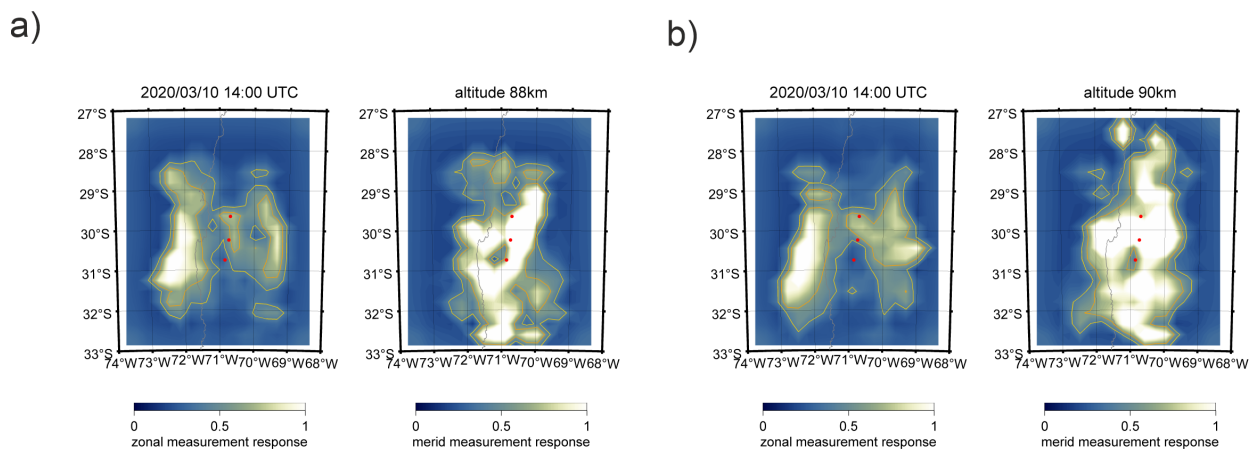 a)
b)
2020/03/10 14:00 UTC
altitude 88km
2020/03/10 14:00 UTC
altitude 90km
27°S
28°S
29°S
30°S
31°S
32°S
33°S
74°W73°W72°W71°W70°W69°W68°W
27°S
28°S
29°S
30°S
31°S
32°S
33°S
74°W73°W72°W71°W70°W69°W68°W
27°S
28°S
29°S
30°S
31°S
32°S
33°S
74°W73°W72°W71°W70°W69°W68°W
27°S
28°S
29°S
30°S
31°S
32°S
33°S
74°W73°W72°W71°W70°W69°W68°W
0 0.5 1
zonal measurement response
0 0.5 1
merid measurement response
0 0.5 1
zonal measurement response
0 0.5 1
merid measurement response